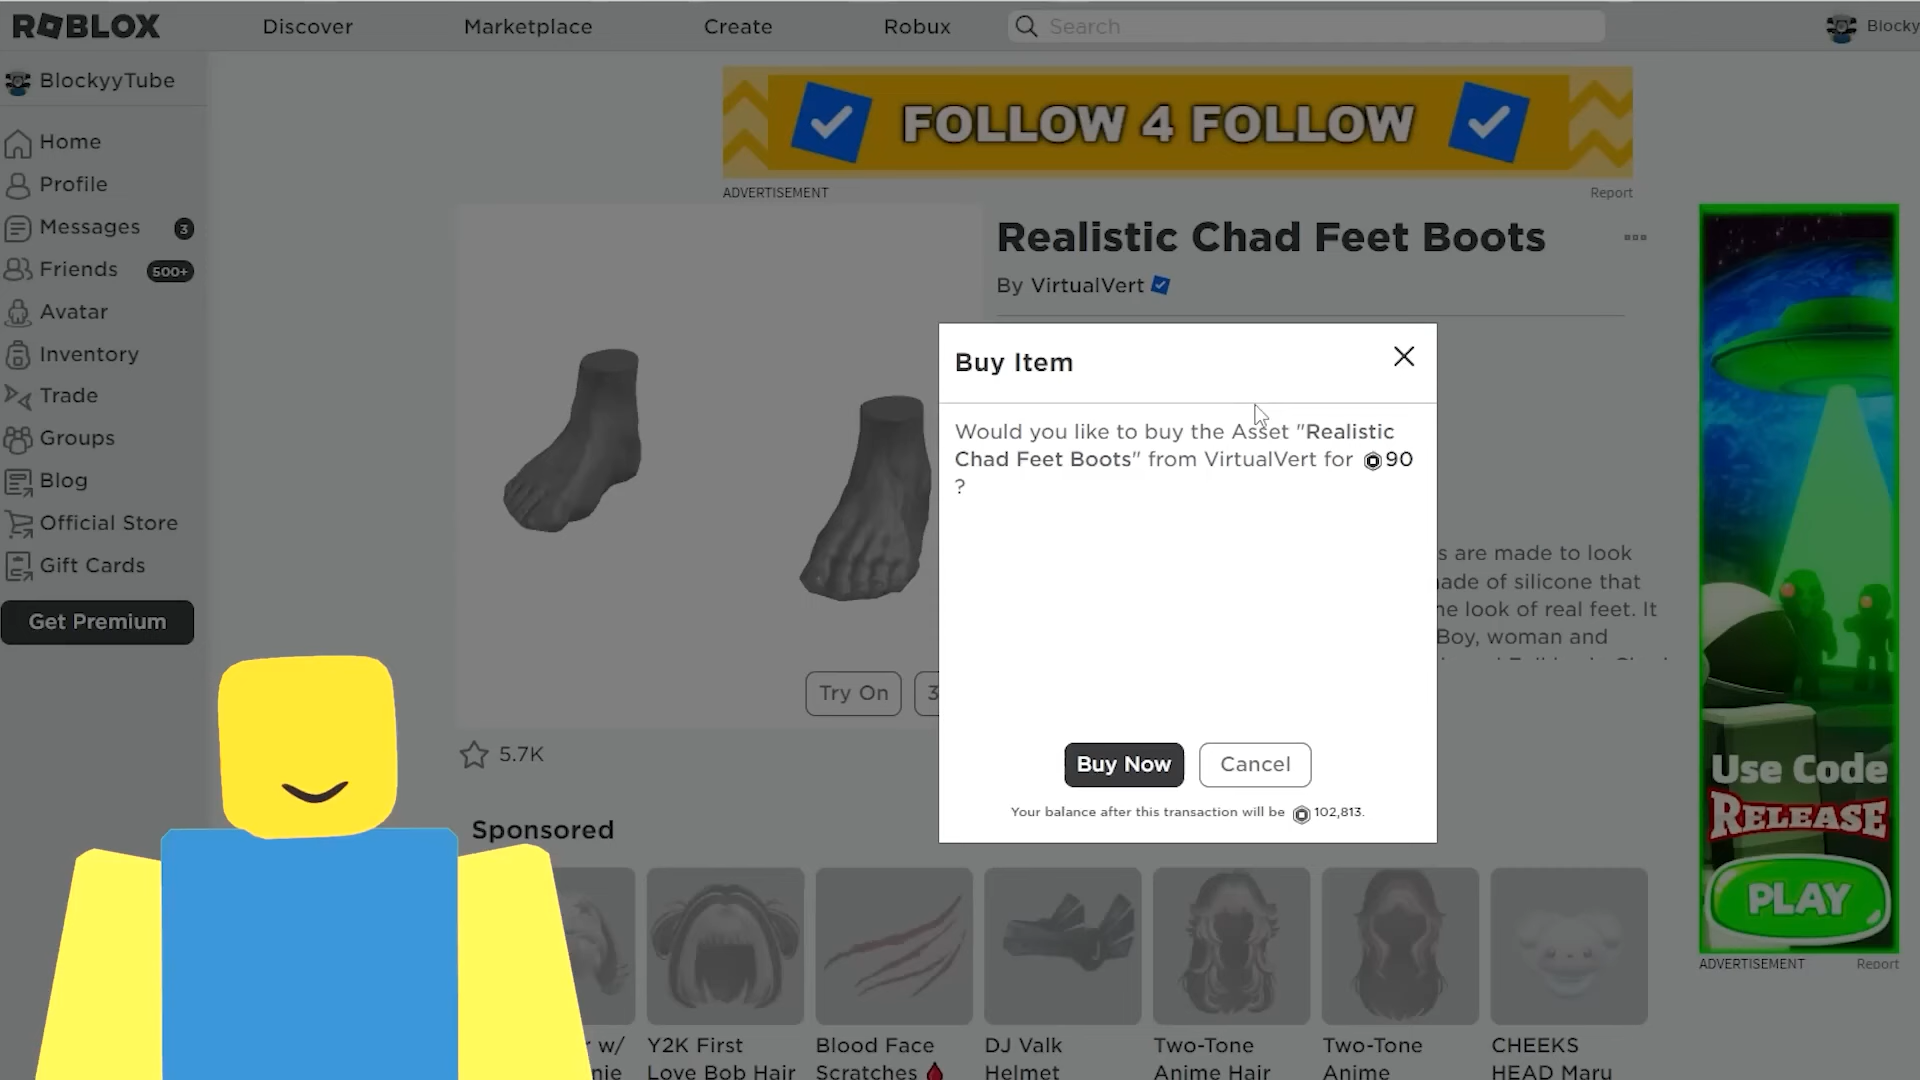 ROBLOX
Discover
Marketplace
Create
Robux
Search
Blocky
BlockyyTube
Home
Profile
Messages 3
Friends 500+
Avatar
Inventory
Trade
Groups
Blog
Official Store
Gift Cards
Get Premium
FOLLOW 4 FOLLOW
ADVERTISEMENT
Report
Realistic Chad Feet Boots
By VirtualVert
Buy Item
Would you like to buy the Asset "Realistic
Chad Feet Boots" from VirtualVert for 90
?
s are made to look
ade of silicone that
he look of real feet. It
Boy, woman and
Buy Now
Cancel
Your balance after this transaction will be 102,813.
Try On
3
5.7K
Sponsored
w/
nie
Y2K First
Love Bob Hair
Blood Face
Scratches
DJ Valk
Helmet
Two-Tone
Anime Hair
Two-Tone
Anime
CHEEKS
HEAD Maru
Use Code
RELEASE
PLAY
ADVERTISEMENT
Report